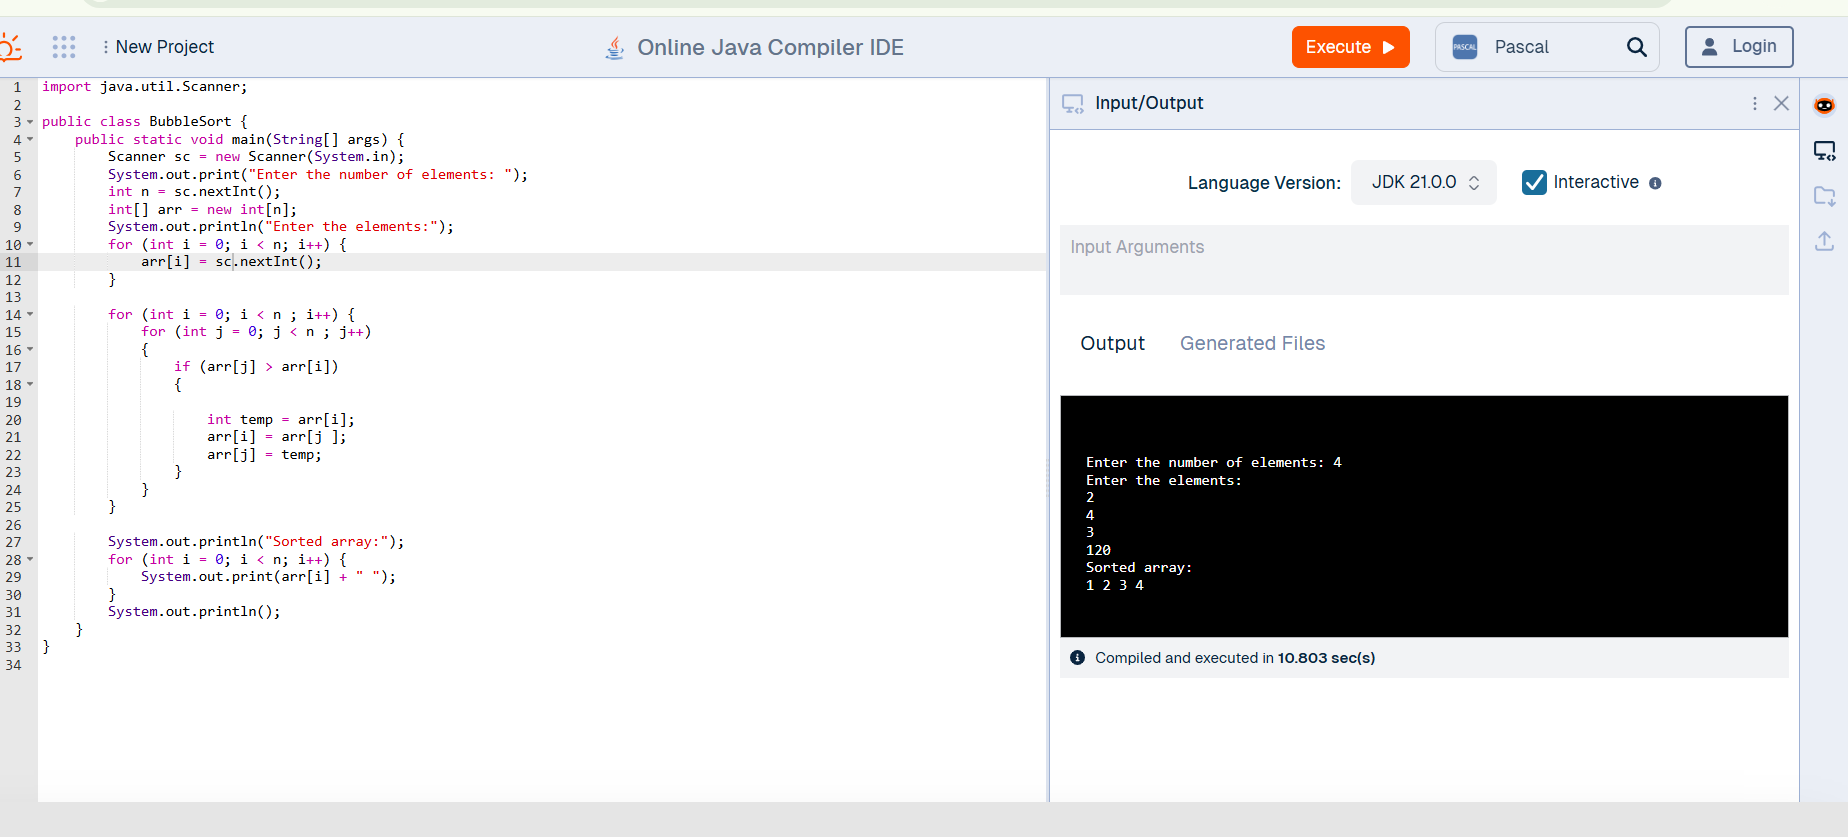 New Project
Online Java Compiler IDE
Execute
PASCAL
Pascal
Login
1 import java.util.Scanner;
2
3 public class BubbleSort {
4     public static void main(String[] args) {
5         Scanner sc = new Scanner(System.in);
6         System.out.print("Enter the number of elements: ");
7         int n = sc.nextInt();
8         int[] arr = new int[n];
9         System.out.println("Enter the elements:");
10         for (int i = 0; i < n; i++) {
11             arr[i] = sc.nextInt();
12         }
13
14         for (int i = 0; i < n ; i++) {
15             for (int j = 0; j < n ; j++)
16             {
17                 if (arr[j] > arr[i])
18                 {
19
20                     int temp = arr[i];
21                     arr[i] = arr[j ];
22                     arr[j] = temp;
23                 }
24             }
25         }
26
27         System.out.println("Sorted array:");
28         for (int i = 0; i < n; i++) {
29             System.out.print(arr[i] + " ");
30         }
31         System.out.println();
32     }
33 }
34
Input/Output
Language Version: JDK 21.0.0 Interactive
Input Arguments
Output Generated Files
Enter the number of elements: 4
Enter the elements:
2
4
3
120
Sorted array:
1 2 3 4
Compiled and executed in 10.803 sec(s)